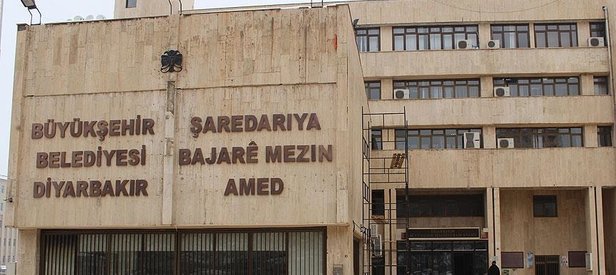 BÜYÜKŞEHİR
BELEDİYESİ
DİYARBAKIR
ŞAREDARIYA
BAJARÊ MEZIN
AMED